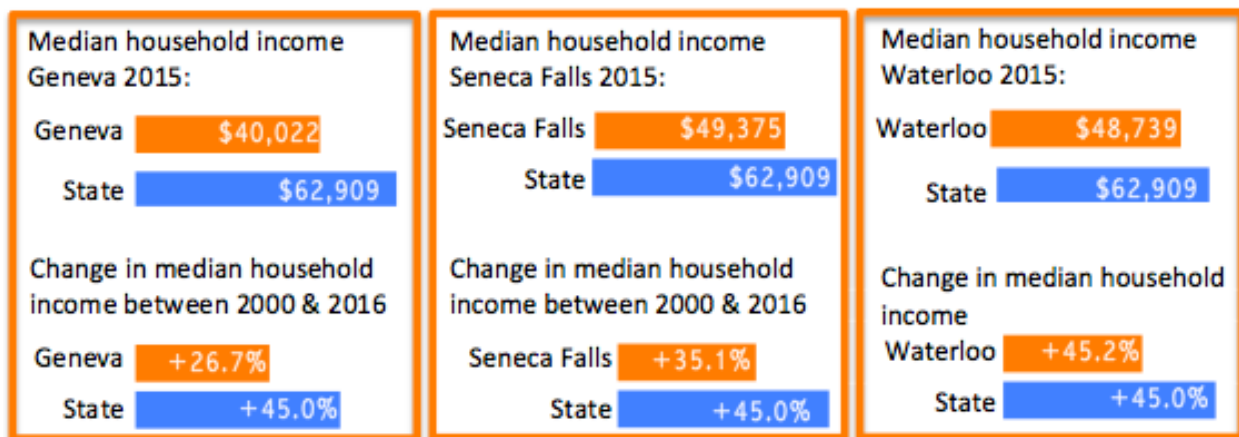 Median household income
Geneva 2015:
Geneva $40,022
State $62,909
Change in median household
income between 2000 & 2016
Geneva +26.7%
State +45.0%
Median household income
Seneca Falls 2015:
Seneca Falls $49,375
State $62,909
Change in median household
income between 2000 & 2016
Seneca Falls +35.1%
State +45.0%
Median household income
Waterloo 2015:
Waterloo $48,739
State $62,909
Change in median household
income
Waterloo +45.2%
State +45.0%